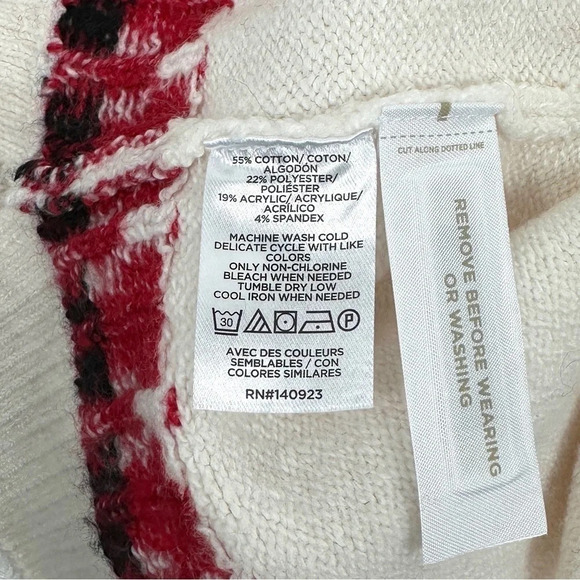 55% COTTON/ COTON/
ALGODÓN
22% POLYESTER/
POLIÉSTER
19% ACRYLIC/ ACRYLIQUE/
ACRÍLICO
4% SPANDEX
MACHINE WASH COLD
DELICATE CYCLE WITH LIKE
COLORS
ONLY NON-CHLORINE
BLEACH WHEN NEEDED
TUMBLE DRY LOW
COOL IRON WHEN NEEDED
30 P
AVEC DES COULEURS
SEMBLABLES / CON
COLORES SIMILARES
RN#140923
CUT ALONG DOTTED LINE
REMOVE BEFORE WEARING
OR WASHING